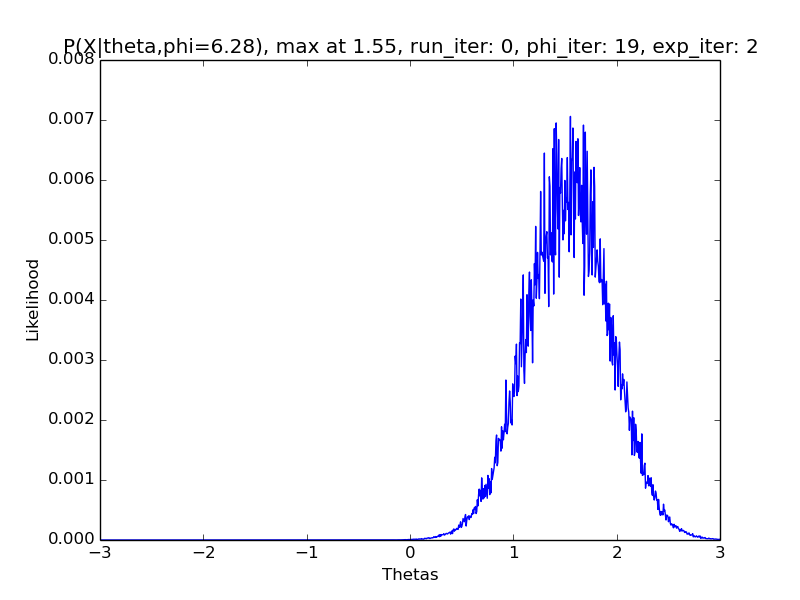 P(X|theta,phi=6.28), max at 1.55, run_iter: 0, phi_iter: 19, exp_iter: 2
0.008
0.007
0.006
0.005
0.004
0.003
0.002
0.001
0.000
Likelihood
−3 −2 −1 0 1 2 3
Thetas